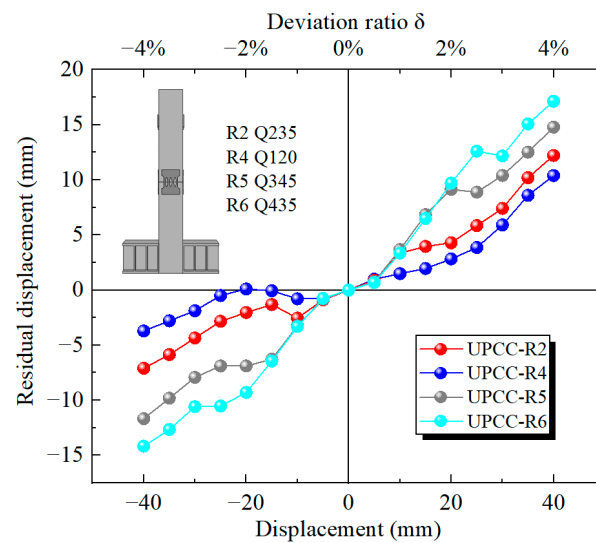 Deviation ratio δ
−4% −2% 0% 2% 4%
20
15
10
5
0
−5
−10
−15
Residual displacement (mm)
R2 Q235
R4 Q120
R5 Q345
R6 Q435
UPCC-R2
UPCC-R4
UPCC-R5
UPCC-R6
−40 −20 0 20 40
Displacement (mm)